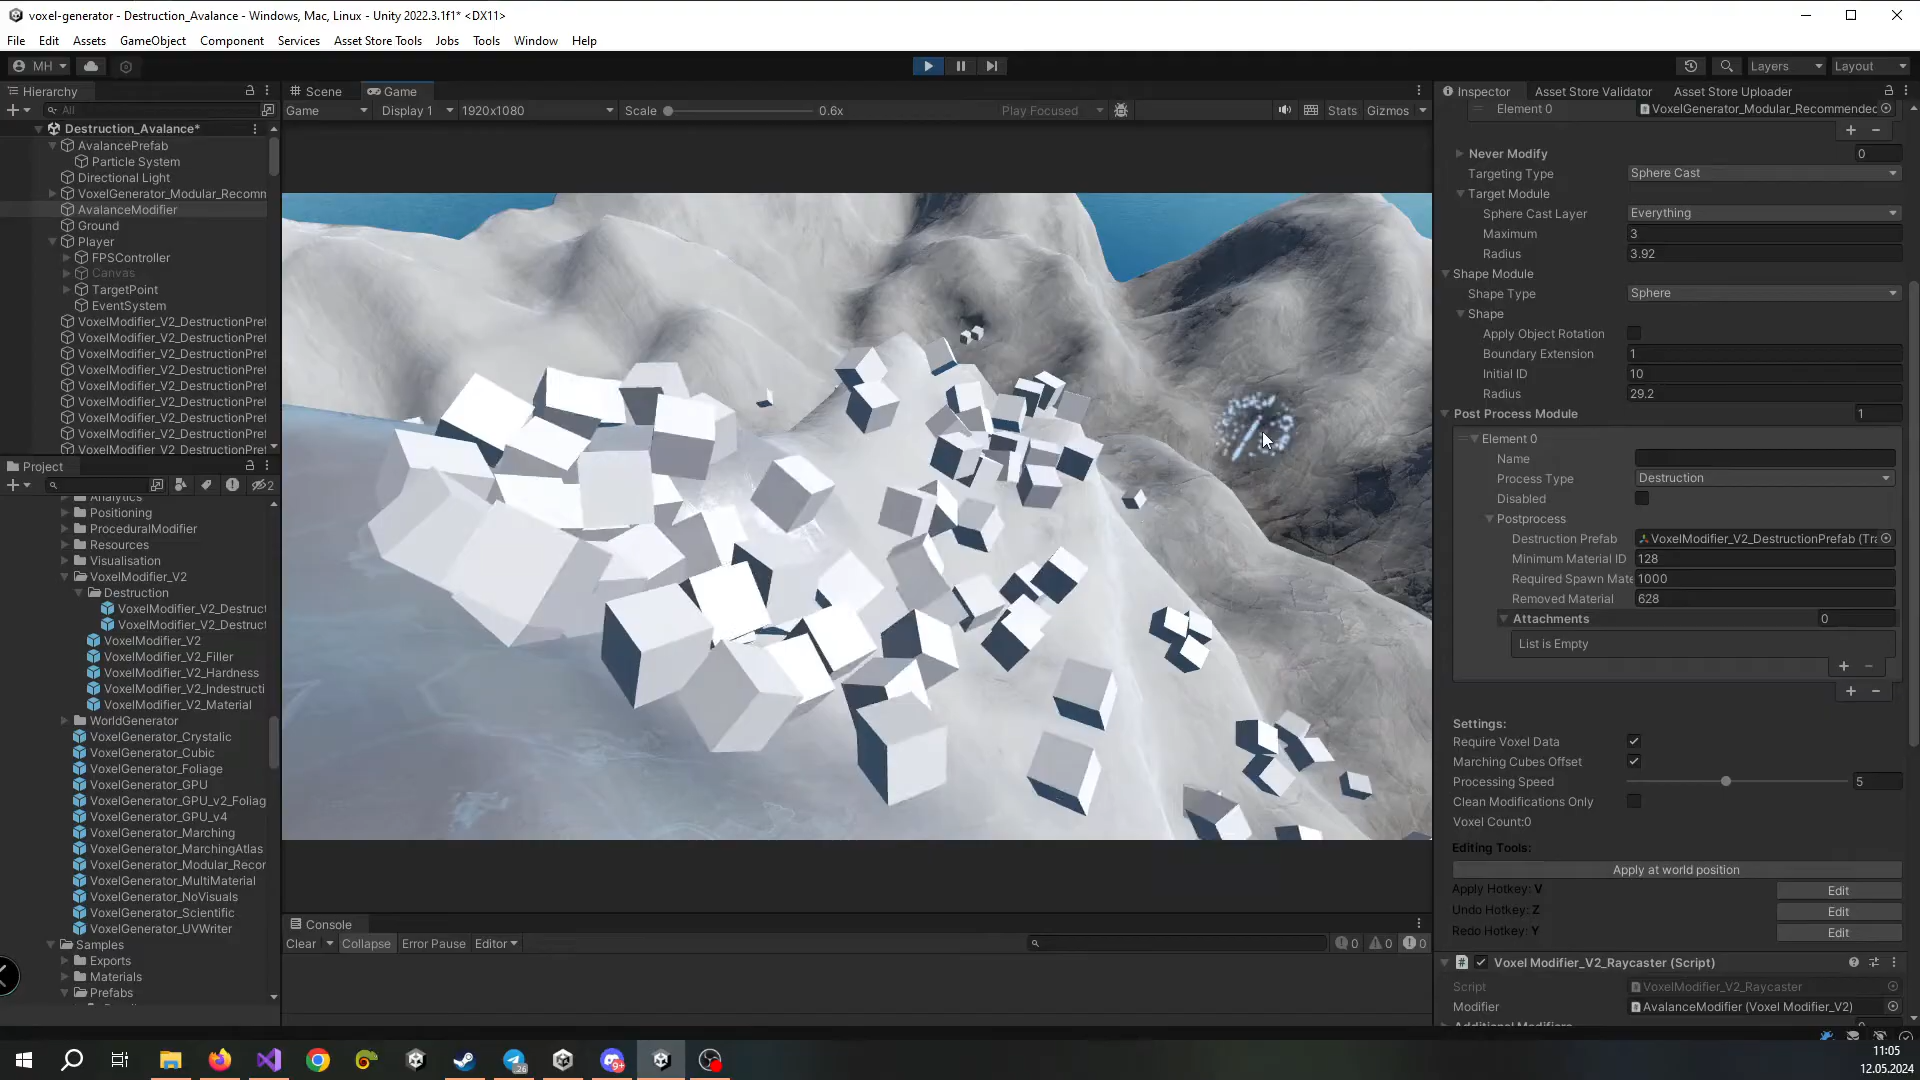 voxel-generator - Destruction_Avalance - Windows, Mac, Linux - Unity 2022.3.1f1* <DX11>
File Edit Assets GameObject Component Services Asset Store Tools Jobs Tools Window Help
MH
Layers Layout
Hierarchy
All
Destruction_Avalance*
AvalancePrefab
Particle System
Directional Light
VoxelGenerator_Modular_Recomn
AvalanceModifier
Ground
Player
FPSController
Canvas
TargetPoint
EventSystem
VoxelModifier_V2_DestructionPref
VoxelModifier_V2_DestructionPref
VoxelModifier_V2_DestructionPref
VoxelModifier_V2_DestructionPref
VoxelModifier_V2_DestructionPref
VoxelModifier_V2_DestructionPref
VoxelModifier_V2_DestructionPref
VoxelModifier_V2_DestructionPref
VoxelModifier_V2_DestructionPref
Project
2
Analytics
Positioning
ProceduralModifier
Resources
Visualisation
VoxelModifier_V2
Destruction
VoxelModifier_V2_Destruct
VoxelModifier_V2_Destruct
VoxelModifier_V2
VoxelModifier_V2_Filler
VoxelModifier_V2_Hardness
VoxelModifier_V2_Indestructi
VoxelModifier_V2_Material
WorldGenerator
VoxelGenerator_Crystalic
VoxelGenerator_Cubic
VoxelGenerator_Foliage
VoxelGenerator_GPU
VoxelGenerator_GPU_v2_Foliag
VoxelGenerator_GPU_v4
VoxelGenerator_Marching
VoxelGenerator_MarchingAtlas
VoxelGenerator_Modular_Recor
VoxelGenerator_MultiMaterial
VoxelGenerator_NoVisuals
VoxelGenerator_Scientific
VoxelGenerator_UVWriter
Samples
Exports
Materials
Prefabs
Scene Game
Game Display 1 1920x1080 Scale 0.6x Play Focused Stats Gizmos
Console
Clear Collapse Error Pause Editor 0 0 0
Inspector Asset Store Validator Asset Store Uploader
Element 0 VoxelGenerator_Modular_Recommended
Never Modify 0
Targeting Type Sphere Cast
Target Module
Sphere Cast Layer Everything
Maximum 3
Radius 3.92
Shape Module
Shape Type Sphere
Shape
Apply Object Rotation
Boundary Extension 1
Initial ID 10
Radius 29.2
Post Process Module 1
Element 0
Name
Process Type Destruction
Disabled
Postprocess
Destruction Prefab VoxelModifier_V2_DestructionPrefab (Tra
Minimum Material ID 128
Required Spawn Mate 1000
Removed Material 628
Attachments 0
List is Empty
Settings:
Require Voxel Data
Marching Cubes Offset
Processing Speed 5
Clean Modifications Only
Voxel Count:0
Editing Tools:
Apply at world position
Apply Hotkey: V Edit
Undo Hotkey: Z Edit
Redo Hotkey: Y Edit
Voxel Modifier_V2_Raycaster (Script)
Script VoxelModifier_V2_Raycaster
Modifier AvalanceModifier (Voxel Modifier_V2)
Additional Modifiers
26 9+
11:05
12.05.2024